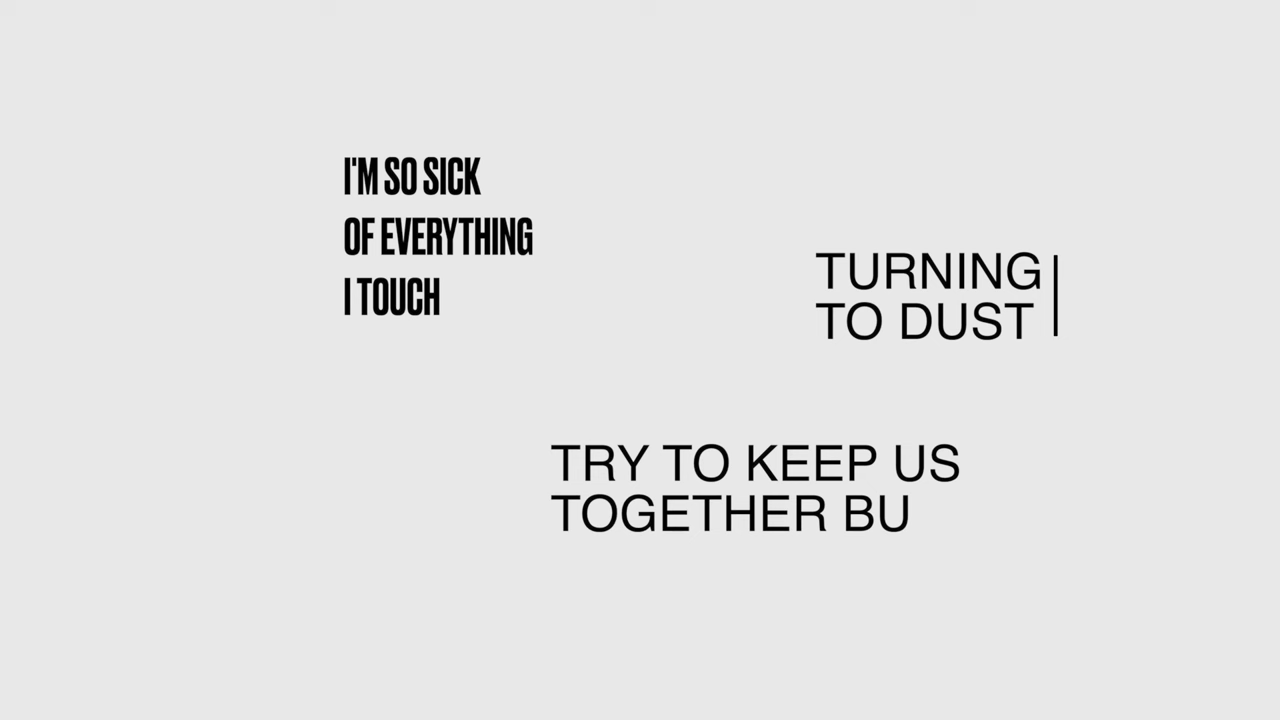 I'M SO SICK
OF EVERYTHING
I TOUCH
TURNING
TO DUST
TRY TO KEEP US
TOGETHER BU